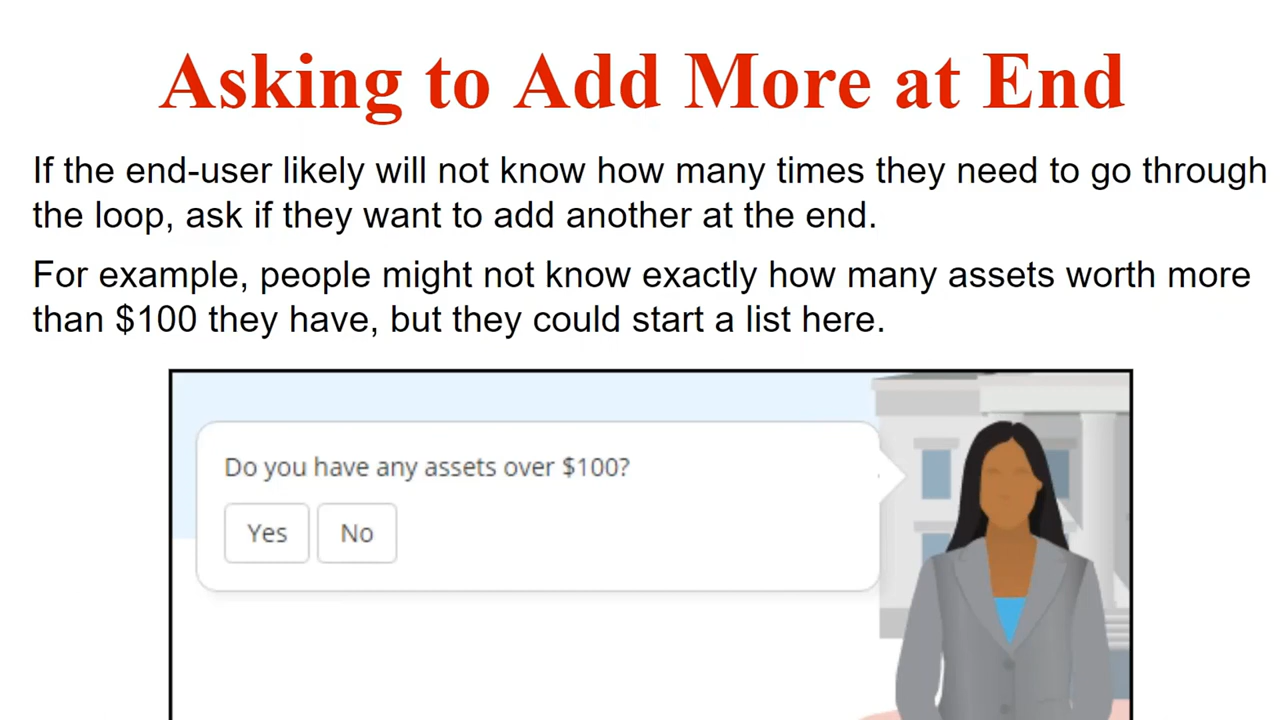 Asking to Add More at End
If the end-user likely will not know how many times they need to go through
the loop, ask if they want to add another at the end.
For example, people might not know exactly how many assets worth more
than $100 they have, but they could start a list here.
Do you have any assets over $100?
Yes No